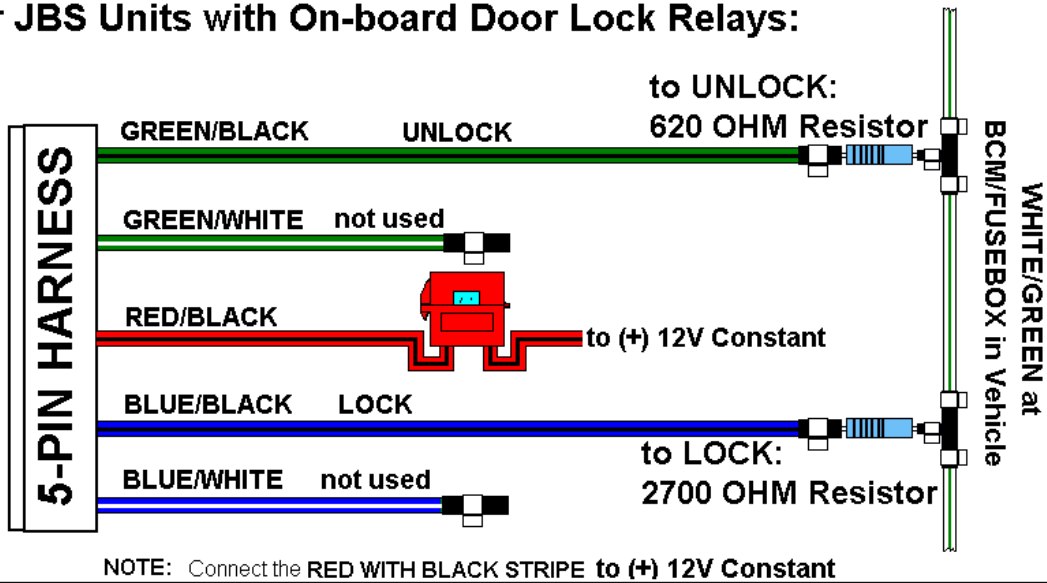 JBS Units with On-board Door Lock Relays:
to UNLOCK:
620 OHM Resistor
GREEN/BLACK UNLOCK
GREEN/WHITE not used
RED/BLACK
to (+) 12V Constant
BLUE/BLACK LOCK
to LOCK:
2700 OHM Resistor
BLUE/WHITE not used
5-PIN HARNESS
WHITE/GREEN at
BCM/FUSEBOX in Vehicle
NOTE: Connect the RED WITH BLACK STRIPE to (+) 12V Constant